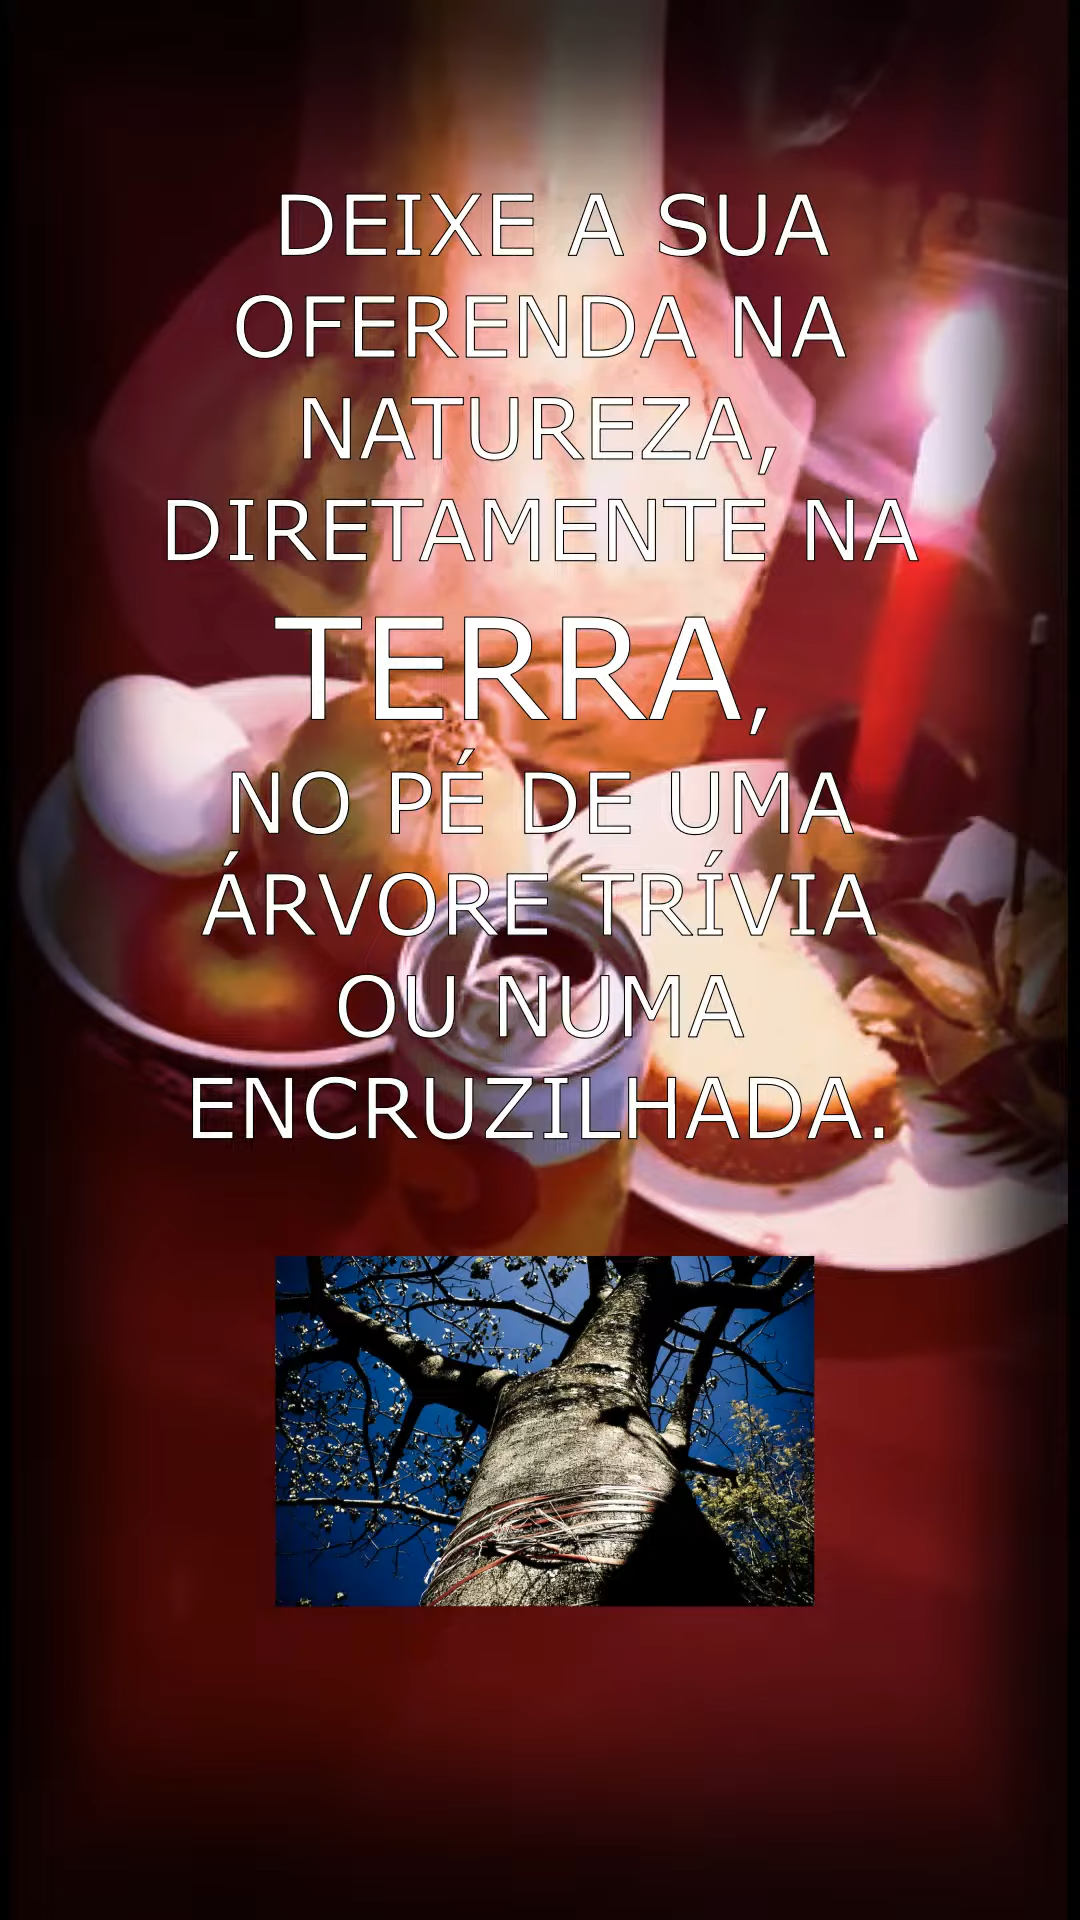 DEIXE A SUA
OFERENDA NA
NATUREZA,
DIRETAMENTE NA
TERRA,
NO PÉ DE UMA
ÁRVORE TRÍVIA
OU NUMA
ENCRUZILHADA.